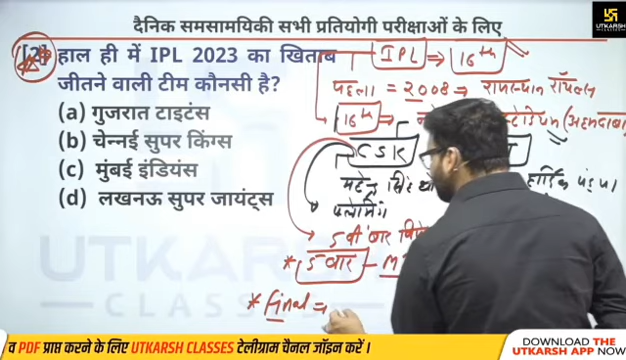 दैनिक समसामयिकी सभी प्रतियोगी परीक्षाओं के लिए
UTKARSH
[2] हाल ही में IPL 2023 का खिताब
जीतने वाली टीम कौनसी है?
(a) गुजरात टाइटंस
(b) चेन्नई सुपर किंग्स
(c) मुंबई इंडियंस
(d) लखनऊ सुपर जायंट्स
IPL ⇒ 16th
पहला = 2008 → राजस्थान रॉयल्स
16th → स्टेडियम (अहमदाबाद)
CSK
महेन्द्र सिंह हार्दिक पंड्या
फ्लेमिंग
5वीं बार
* 5 बार - M
* Final ⇒
UTKARSH
CLASSES
व PDF प्राप्त करने के लिए UTKARSH CLASSES टेलीग्राम चैनल जॉइन करें।
DOWNLOAD THE
UTKARSH APP NOW